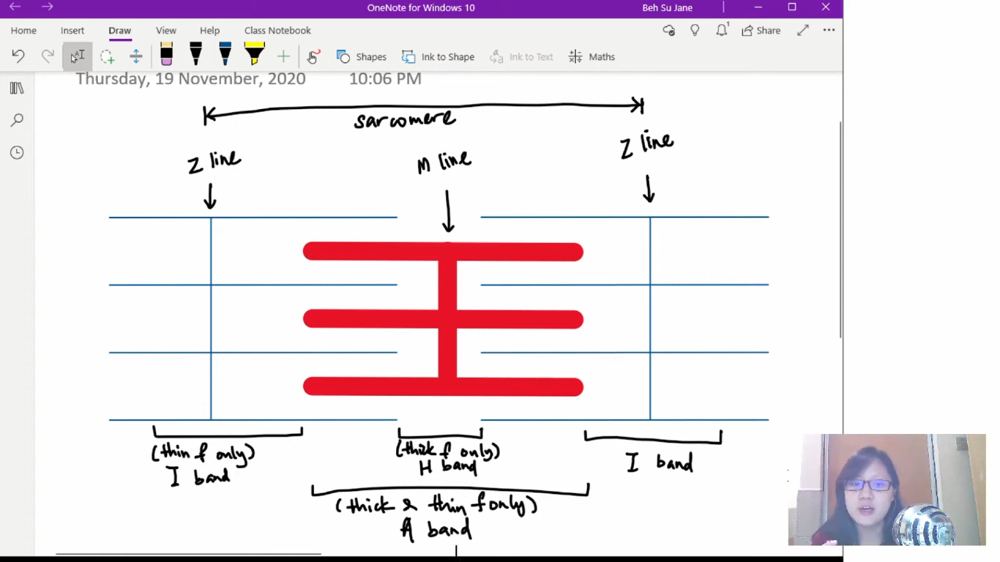 OneNote for Windows 10
Beh Su Jane
Home Insert Draw View Help Class Notebook
1
Share
Shapes
Ink to Shape
Ink to Text
Maths
Thursday, 19 November, 2020 10:06 PM
sarcomere
Z line
M line
Z line
(thin f only)
I band
(thick f only)
H band
I band
(thick & thin f only)
A band